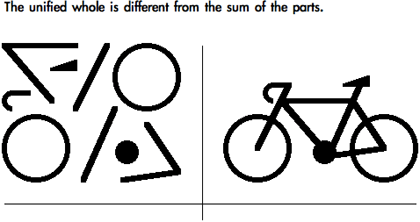 The unified whole is different from the sum of the parts.